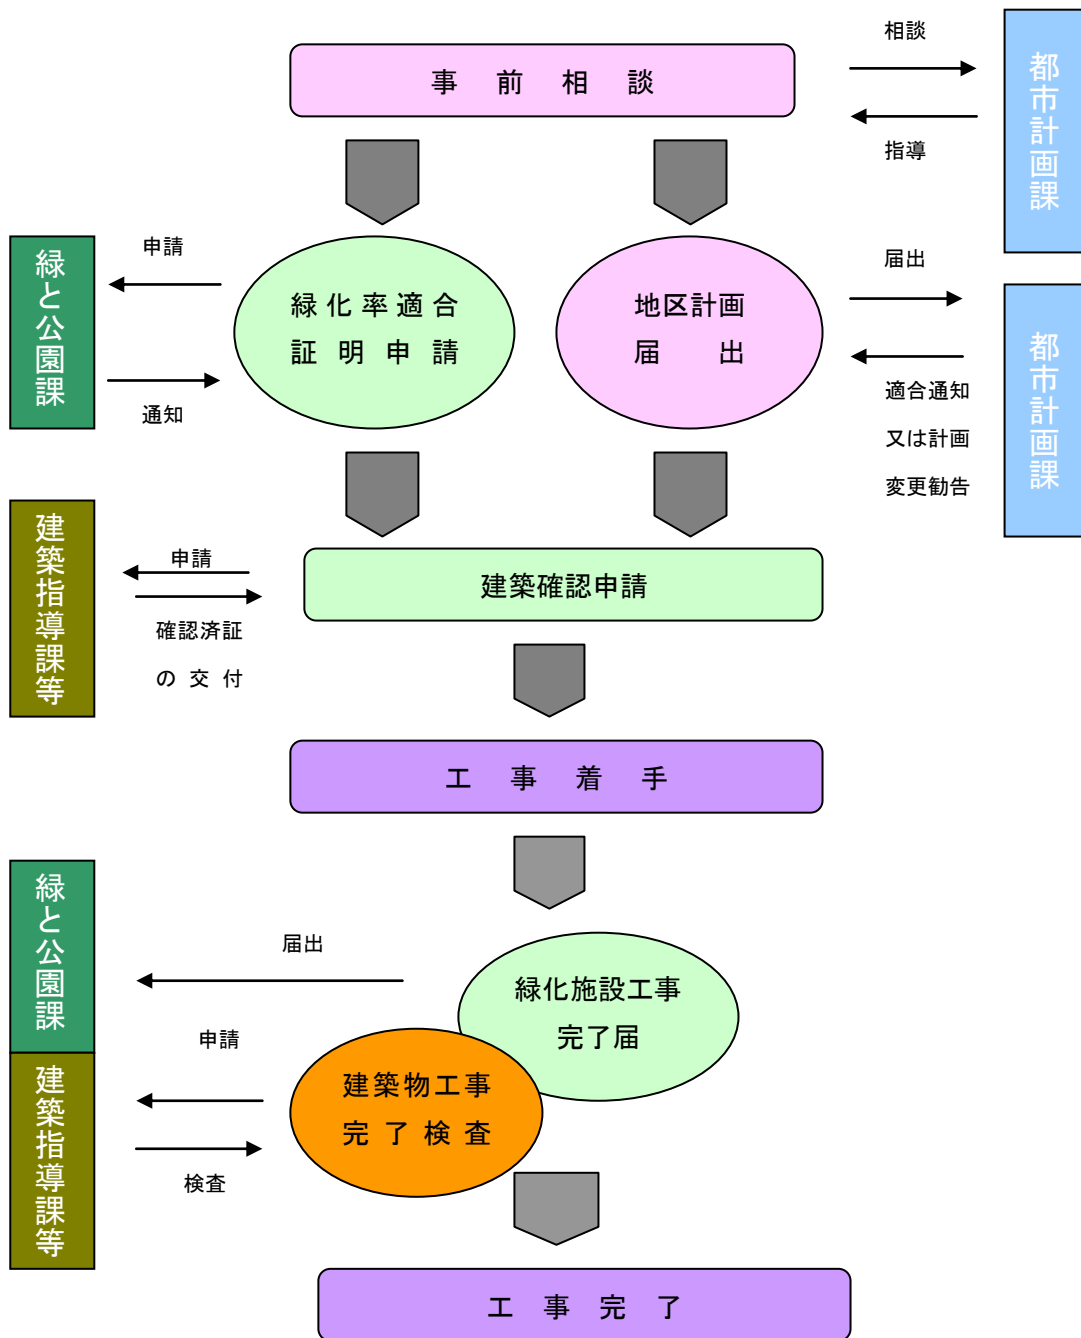 相談
事前相談
都市計画課
指導
申請
緑と公園課
緑化率適合
証明申請
通知
地区計画
届出
届出
都市計画課
適合通知
又は計画
変更勧告
建築指導課等
申請
確認済証
の交付
建築確認申請
工事着手
緑と公園課
届出
緑化施設工事
完了届
申請
建築指導課等
建築物工事
完了検査
検査
工事完了